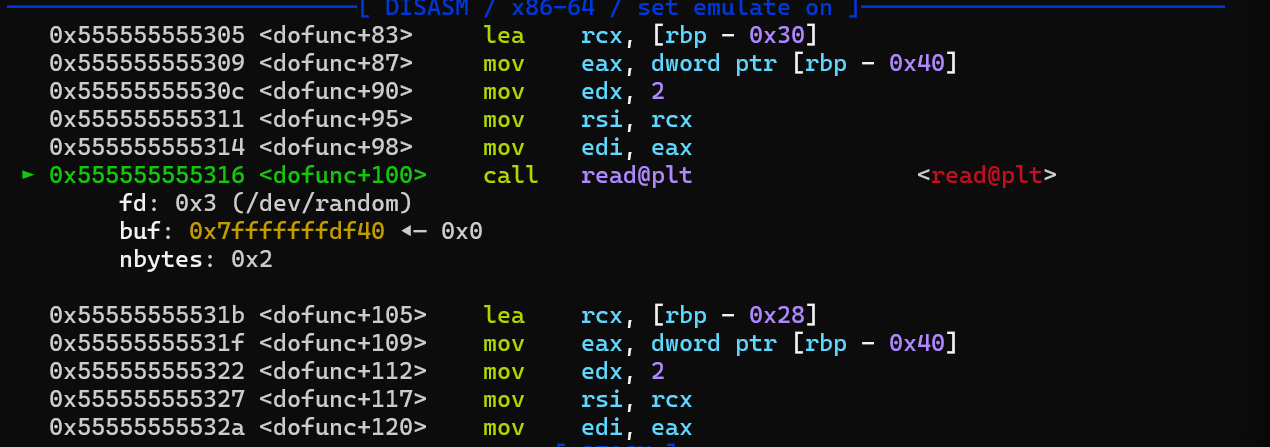 [ DISASM / x86-64 / set emulate on ]
0x555555555305 <dofunc+83> lea rcx, [rbp - 0x30]
0x555555555309 <dofunc+87> mov eax, dword ptr [rbp - 0x40]
0x55555555530c <dofunc+90> mov edx, 2
0x555555555311 <dofunc+95> mov rsi, rcx
0x555555555314 <dofunc+98> mov edi, eax
► 0x555555555316 <dofunc+100> call read@plt <read@plt>
fd: 0x3 (/dev/random)
buf: 0x7fffffffdf40 ◂— 0x0
nbytes: 0x2
0x55555555531b <dofunc+105> lea rcx, [rbp - 0x28]
0x55555555531f <dofunc+109> mov eax, dword ptr [rbp - 0x40]
0x555555555322 <dofunc+112> mov edx, 2
0x555555555327 <dofunc+117> mov rsi, rcx
0x55555555532a <dofunc+120> mov edi, eax